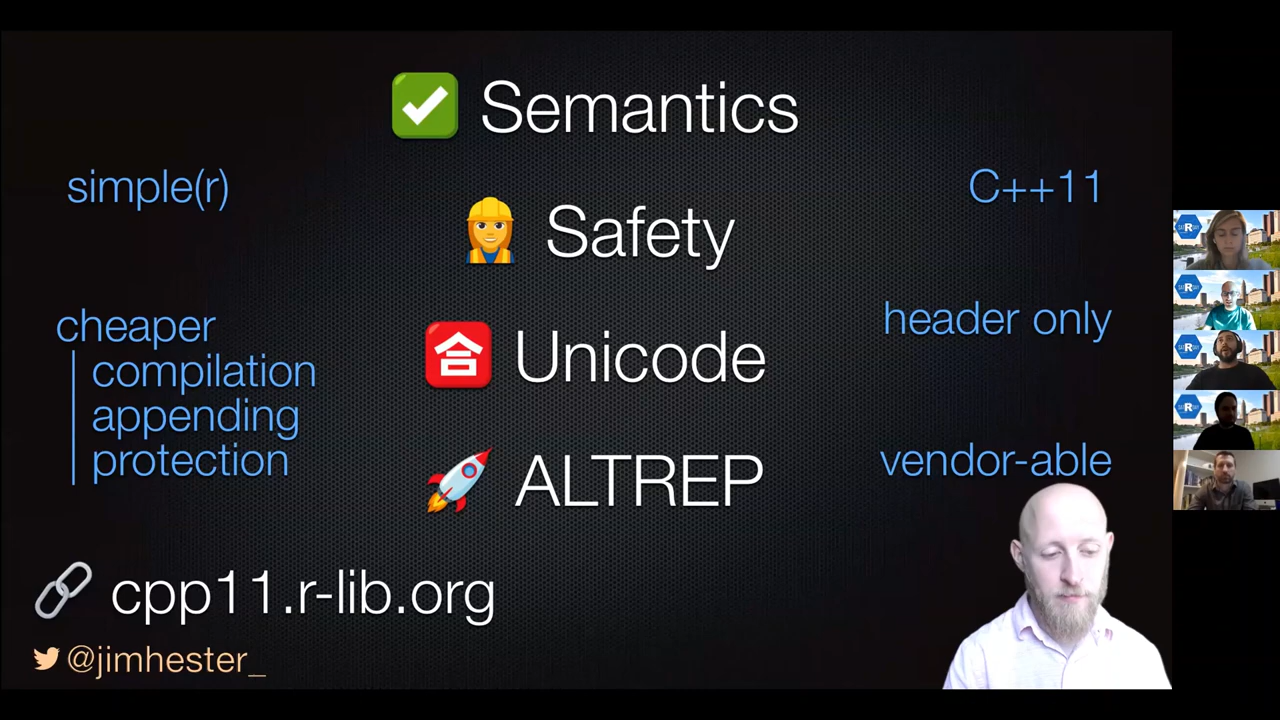 Semantics
simple(r)
C++11
Safety
cheaper
compilation
appending
protection
header only
Unicode
vendor-able
ALTREP
cpp11.r-lib.org
@jimhester_